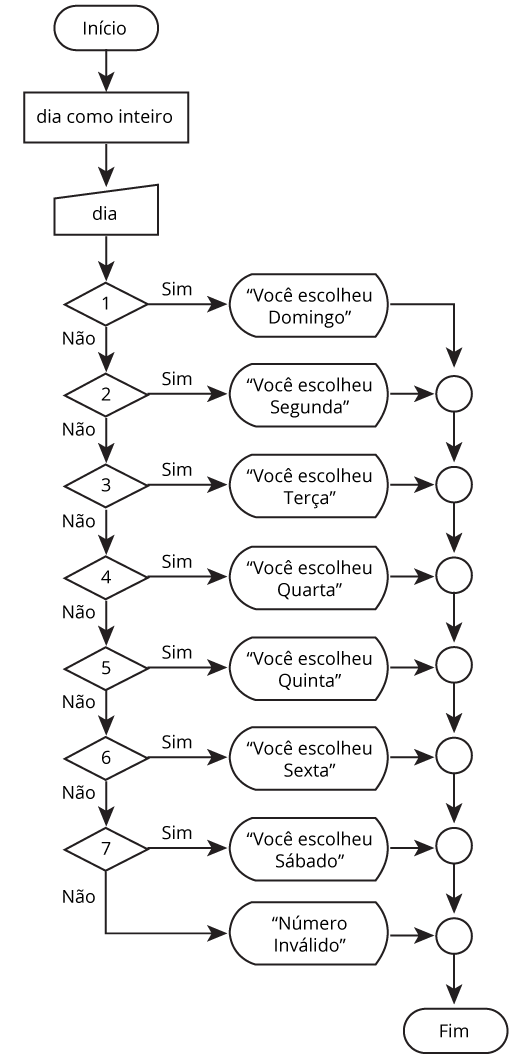 Início
dia como inteiro
dia
1
Sim
“Você escolheu
Domingo”
Não
2
Sim
“Você escolheu
Segunda”
Não
3
Sim
“Você escolheu
Terça”
Não
4
Sim
“Você escolheu
Quarta”
Não
5
Sim
“Você escolheu
Quinta”
Não
6
Sim
“Você escolheu
Sexta”
Não
7
Sim
“Você escolheu
Sábado”
Não
“Número
Inválido”
Fim